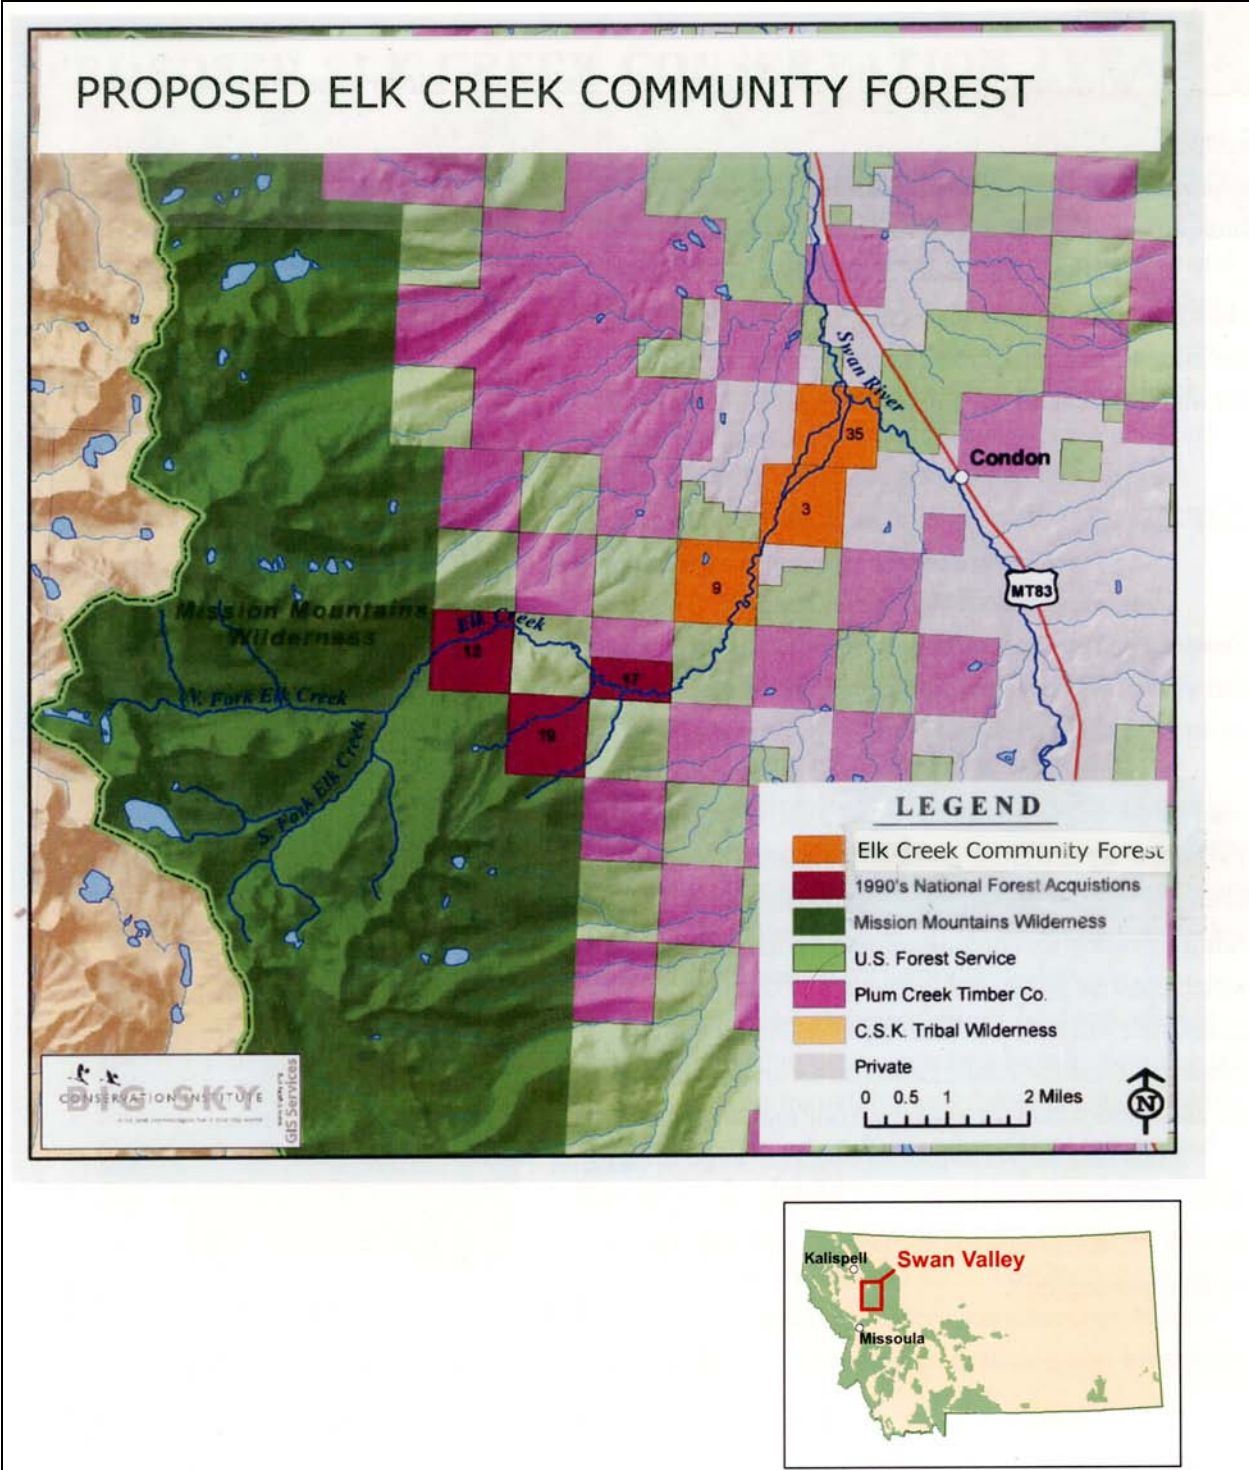 PROPOSED ELK CREEK COMMUNITY FOREST
Swan River
35
Condon
3
9
MT83
Mission Mountains
Wilderness
Elk Creek
17
N. Fork Elk Creek
19
S. Fork Elk Creek
LEGEND
Elk Creek Community Forest
1990's National Forest Acquistions
Mission Mountains Wilderness
U.S. Forest Service
Plum Creek Timber Co.
C.S.K. Tribal Wilderness
Private
0 0.5 1 2 Miles
N
BIG SKY
CONSERVATION INSTITUTE
GIS Services
Kalispell
Swan Valley
Missoula